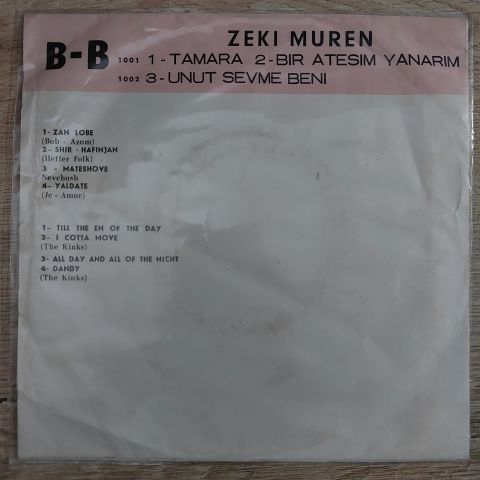 ZEKI MUREN
B-B 1001 1-TAMARA 2-BIR ATESIM YANARIM
1002 3-UNUT SEVME BENI
1- ZAN LOBE
(Bob - Azam)
2- SHIR - HAFINJAN
(Heffer Folk)
3 - MATESHOVE
Nevchosh
4- YALDATE
(Je - Amar)
1- TILL THE EN OF THE DAY
2- I COTTA MOVE
(The Kinks)
3- ALL DAY AND ALL OF THE NICHT
4- DANDY
(The Kinks)